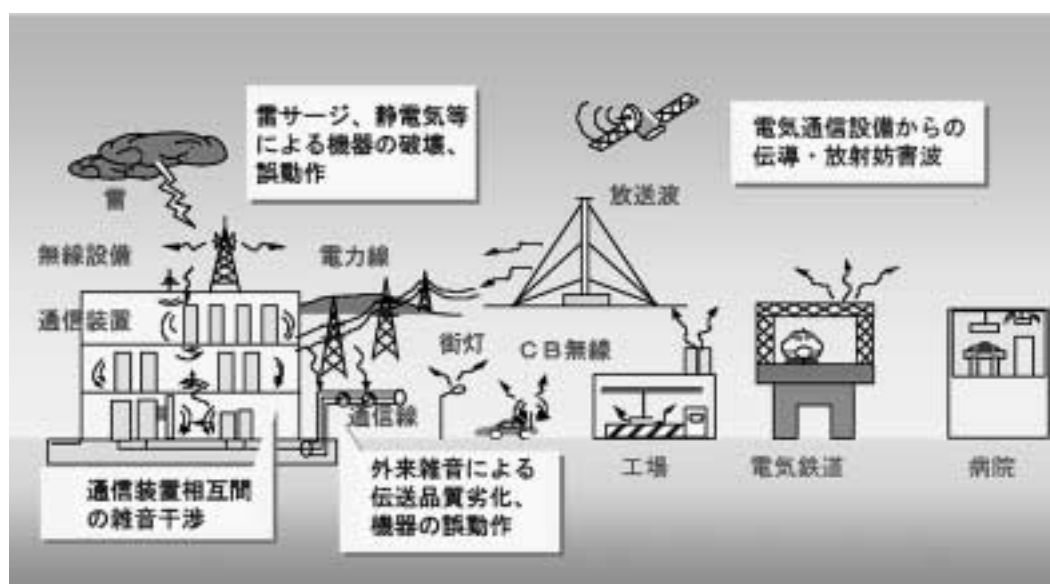 雷サージ、静電気等
による機器の破壊、
誤動作
電気通信設備からの
伝導・放射妨害波
雷
放送波
無線設備
電力線
通信装置
街灯
CB無線
通信線
工場
電気鉄道
病院
通信装置相互間
の雑音干渉
外来雑音による
伝送品質劣化、
機器の誤動作